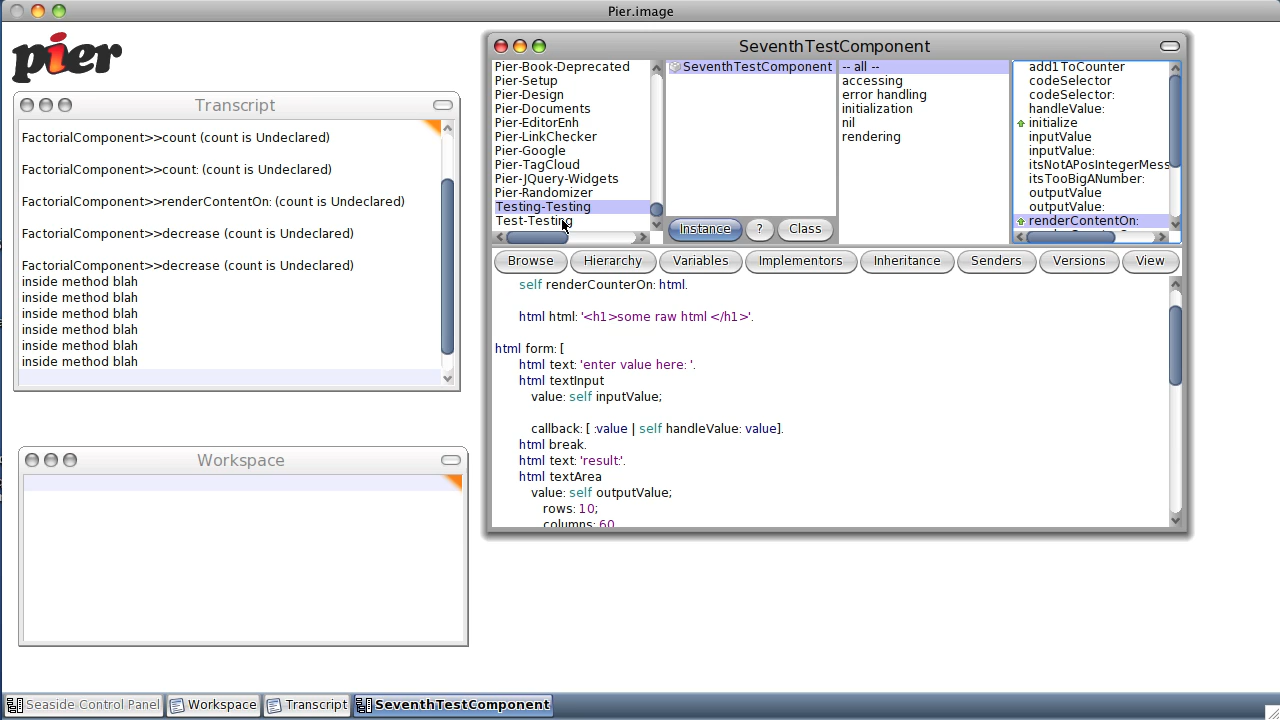 Pier.image
pier
Transcript
FactorialComponent>>count (count is Undeclared)
FactorialComponent>>count: (count is Undeclared)
FactorialComponent>>renderContentOn: (count is Undeclared)
FactorialComponent>>decrease (count is Undeclared)
FactorialComponent>>decrease (count is Undeclared)
inside method blah
inside method blah
inside method blah
inside method blah
inside method blah
inside method blah
Workspace
SeventhTestComponent
Pier-Book-Deprecated
Pier-Setup
Pier-Design
Pier-Documents
Pier-EditorEnh
Pier-LinkChecker
Pier-Google
Pier-TagCloud
Pier-JQuery-Widgets
Pier-Randomizer
Testing-Testing
Test-Testing
SeventhTestComponent
Instance
?
Class
-- all --
accessing
error handling
initialization
nil
rendering
add1ToCounter
codeSelector
codeSelector:
handleValue:
initialize
inputValue
inputValue:
itsNotAPosIntegerMess
itsTooBigANumber:
outputValue
outputValue:
renderContentOn:
Browse
Hierarchy
Variables
Implementors
Inheritance
Senders
Versions
View
self renderCounterOn: html.
html html: '<h1>some raw html </h1>'.
html form: [
html text: 'enter value here: '.
html textInput
value: self inputValue;
callback: [ :value | self handleValue: value].
html break.
html text: 'result:'.
html textArea
value: self outputValue;
rows: 10;
columns: 60
Seaside Control Panel
Workspace
Transcript
SeventhTestComponent